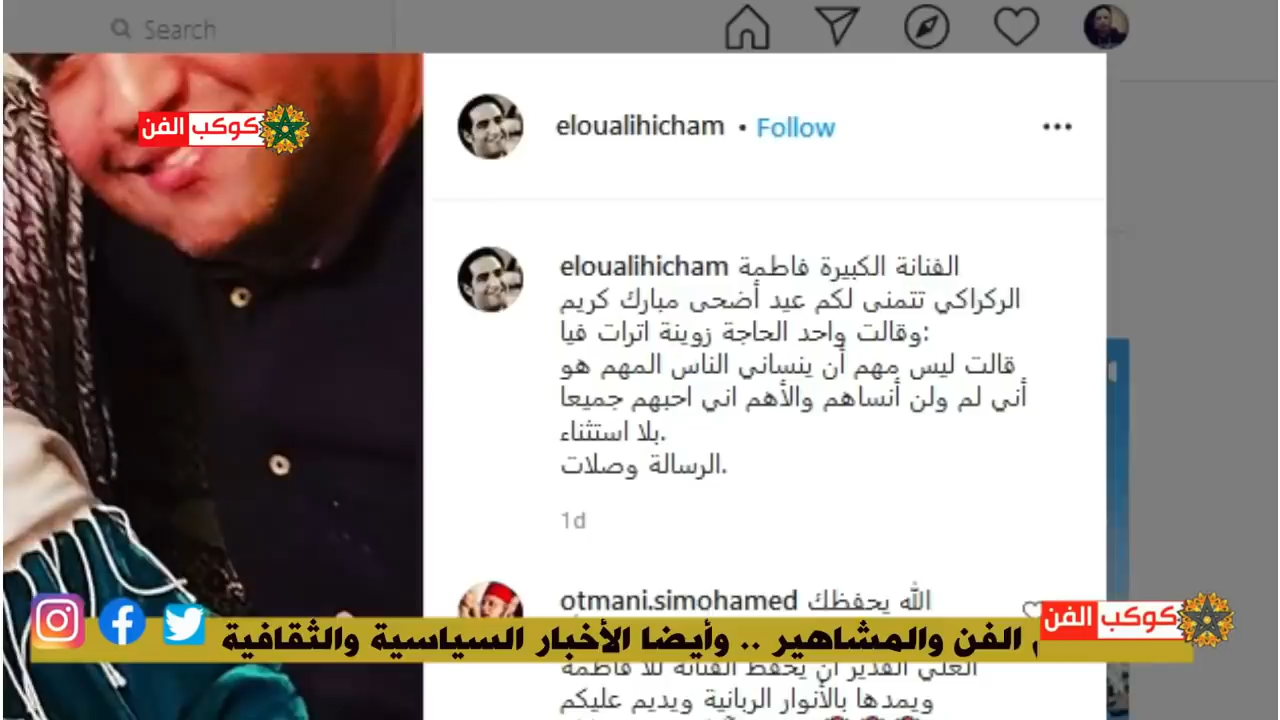 Search
كوكب الفن
eloualihicham • Follow
eloualihicham الفنانة الكبيرة فاطمة
الركراكي تتمنى لكم عيد أضحى مبارك كريم
وقالت واحد الحاجة زوينة اترات فيا:
قالت ليس مهم أن ينساني الناس المهم هو
أني لم ولن أنساهم والأهم اني احبهم جميعا
بلا استثناء.
الرسالة وصلات.
1d
otmani.simohamed الله يحفظك
كوكب الفن
الفن والمشاهير .. وأيضا الأخبار السياسية والثقافية
العلي القدير ان يحفظ الفنانة للا فاطمة
ويمدها بالأنوار الربانية ويديم عليكم